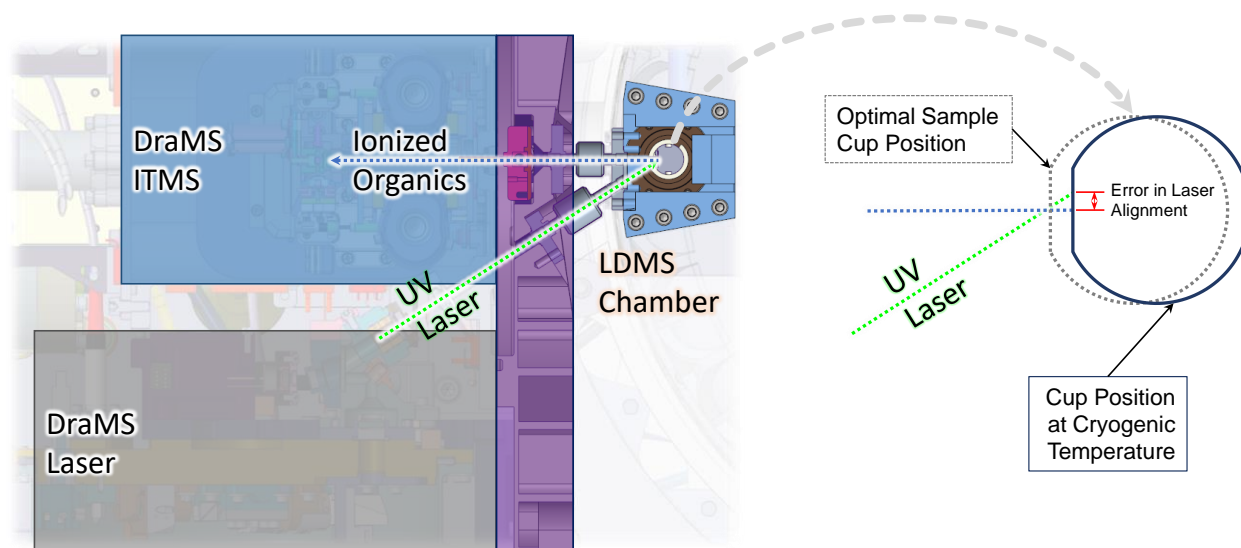 DraMS
ITMS
Ionized
Organics
UV
Laser
LDMS
Chamber
DraMS
Laser
Optimal Sample
Cup Position
Error in Laser
Alignment
UV
Laser
Cup Position
at Cryogenic
Temperature